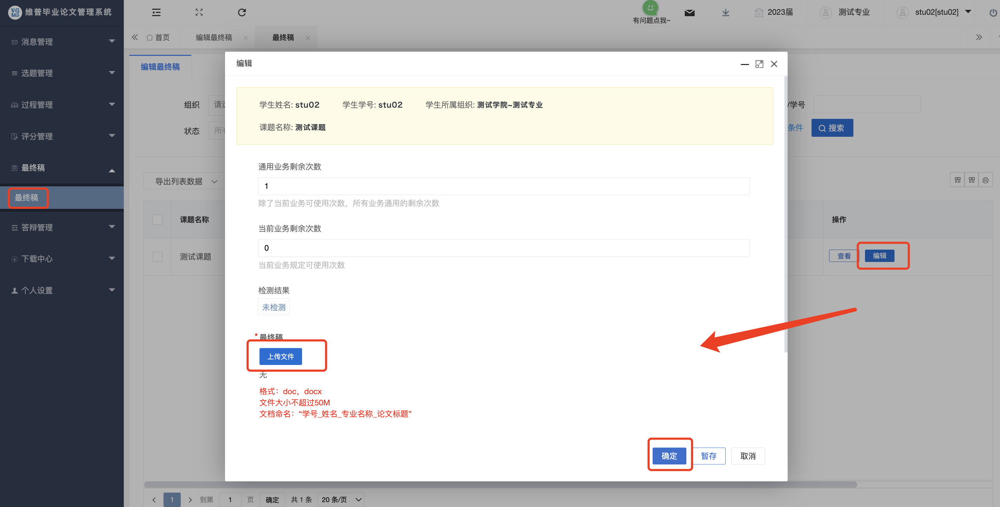 VG MS 维普毕业论文管理系统
有问题点我~
2023届
测试专业
stu02[stu02]
首页
编辑最终稿
最终稿
消息管理
选题管理
过程管理
评分管理
最终稿
最终稿
答辩管理
下载中心
个人设置
编辑最终稿
组织
状态
/学号
条件
搜索
导出列表数据
课题名称
操作
测试课题
查看
编辑
编辑
学生姓名: stu02 学生学号: stu02 学生所属组织: 测试学院~测试专业
课题名称: 测试课题
通用业务剩余次数
1
除了当前业务可使用次数，所有业务通用的剩余次数
当前业务剩余次数
0
当前业务规定可使用次数
检测结果
未检测
* 最终稿
上传文件
无
格式：doc，docx
文件大小不超过50M
文档命名：“学号_姓名_专业名称_论文标题”
确定 暂存 取消
1 到第 1 页 确定 共 1 条 20 条/页